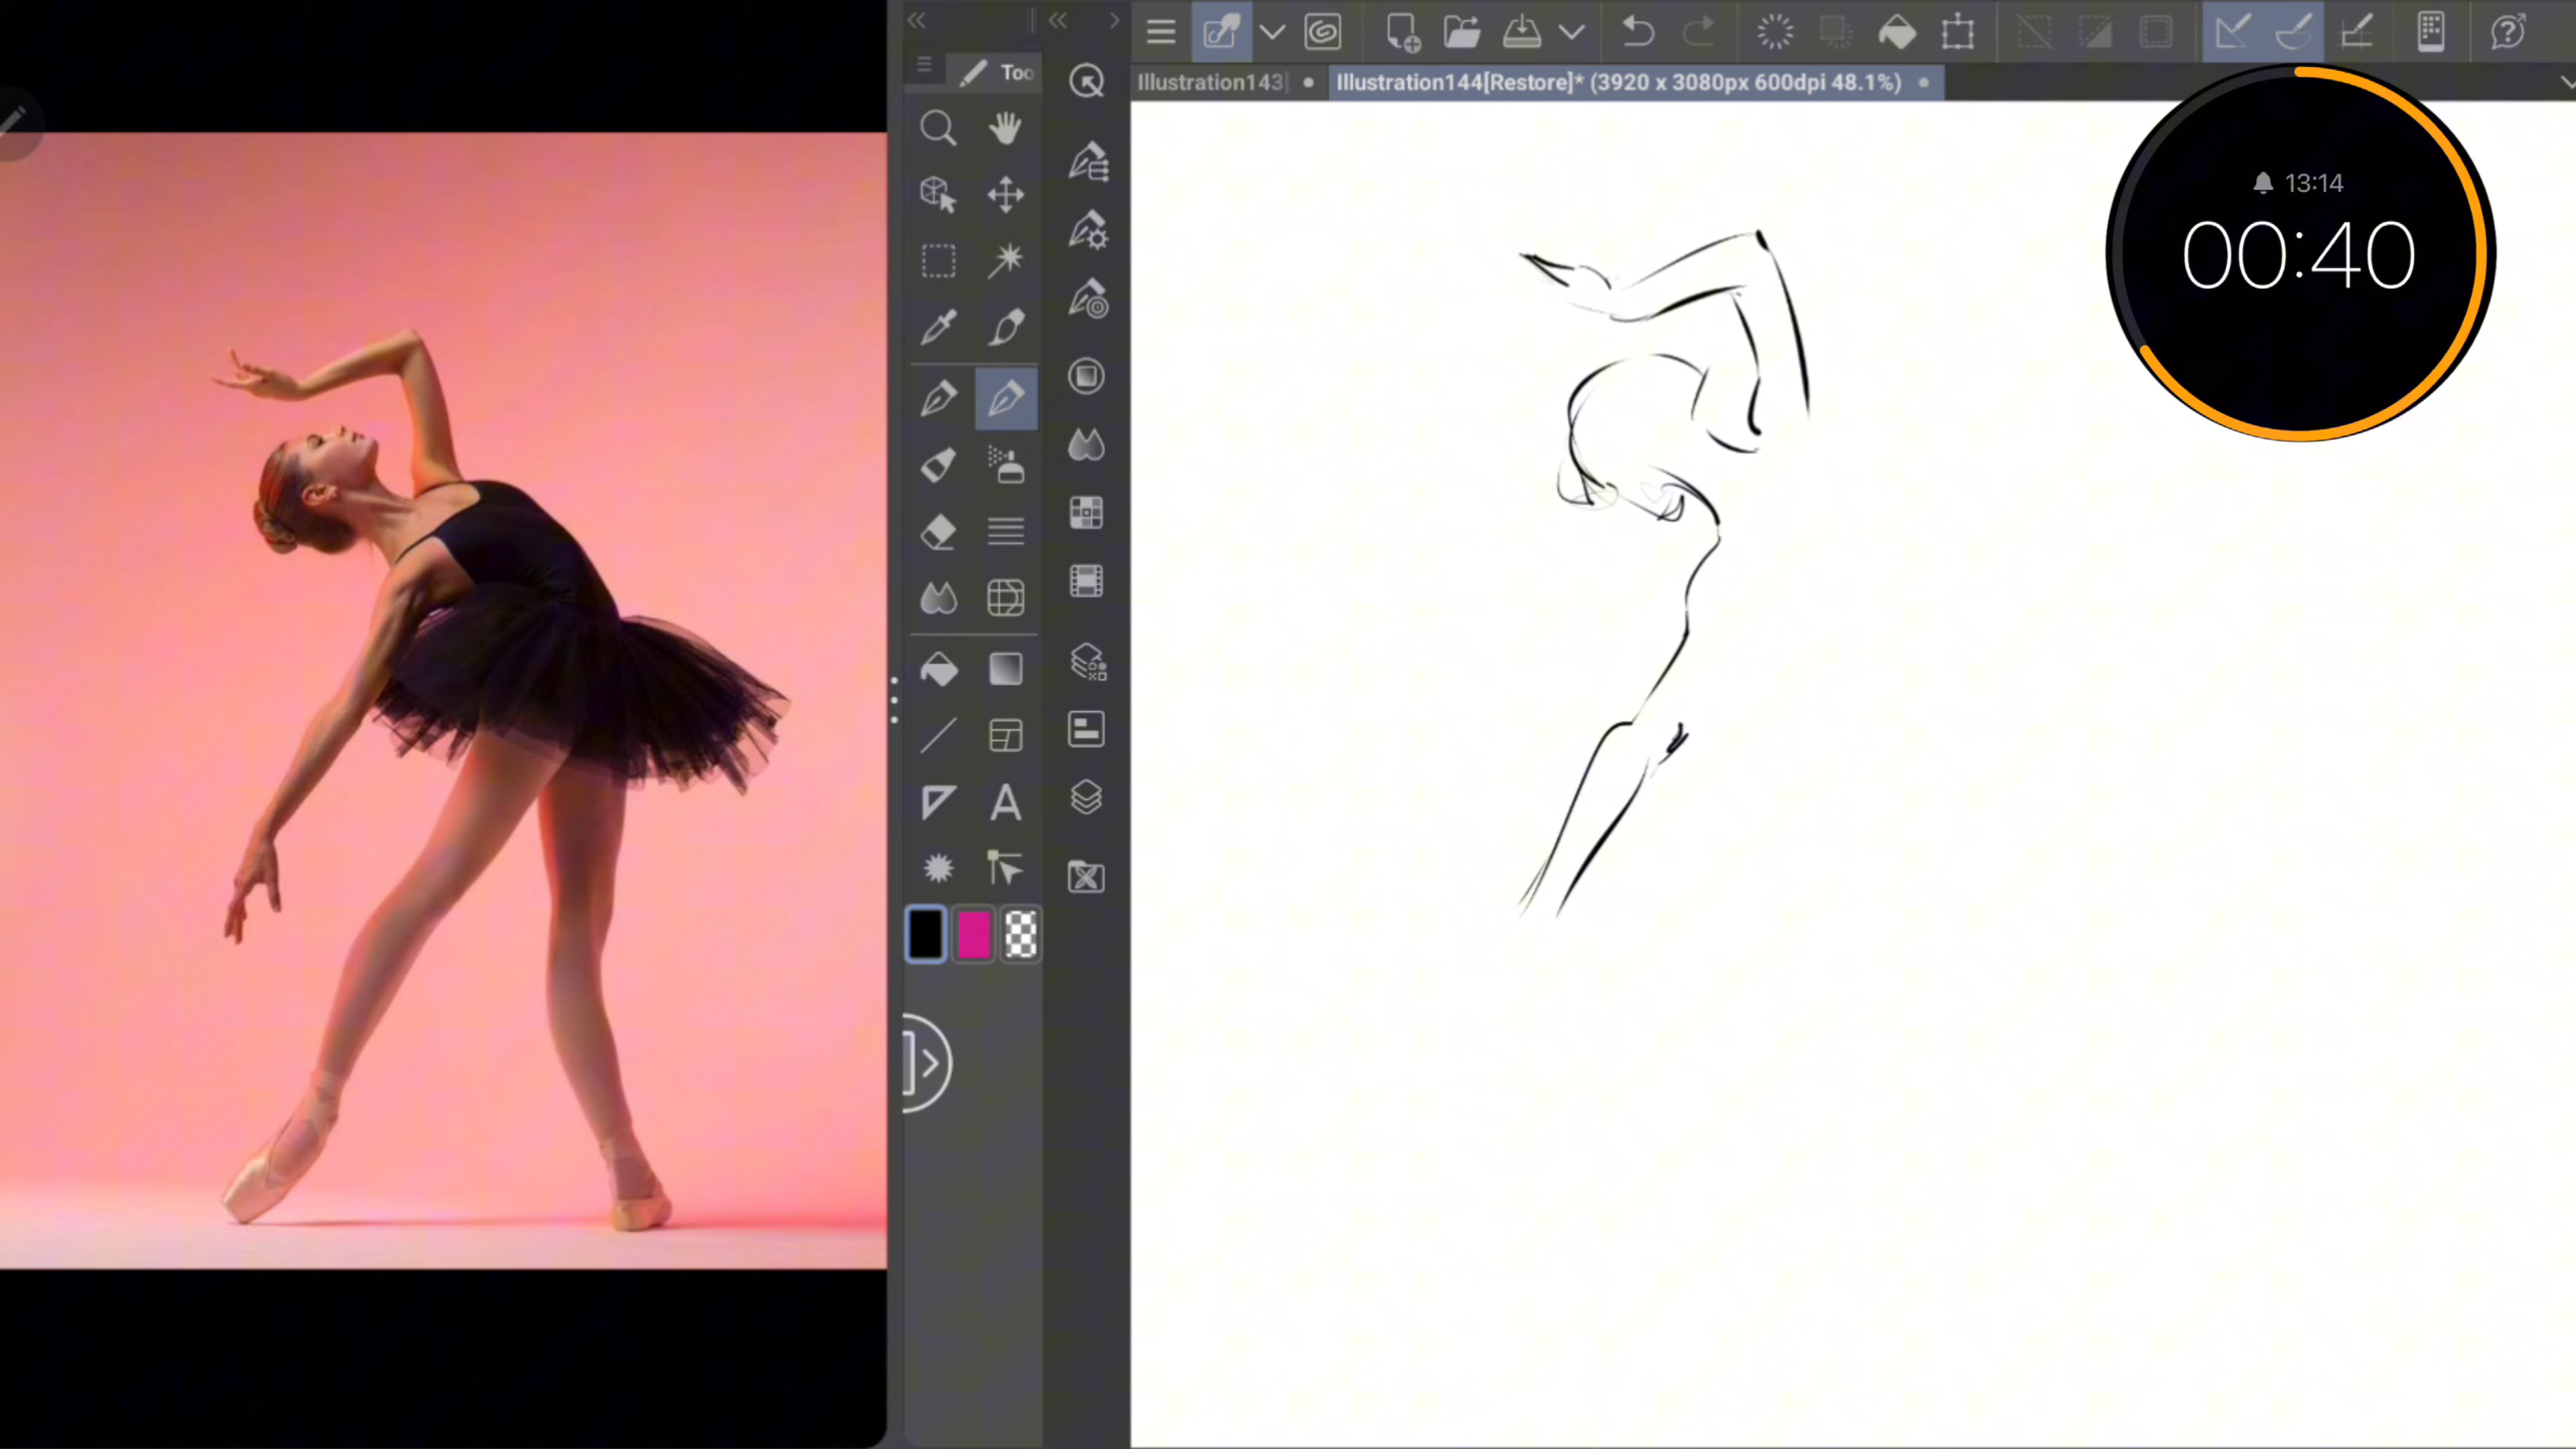 Too
Illustration143
Illustration144[Restore]* (3920 x 3080px 600dpi 48.1%)
13:14
00:40
A